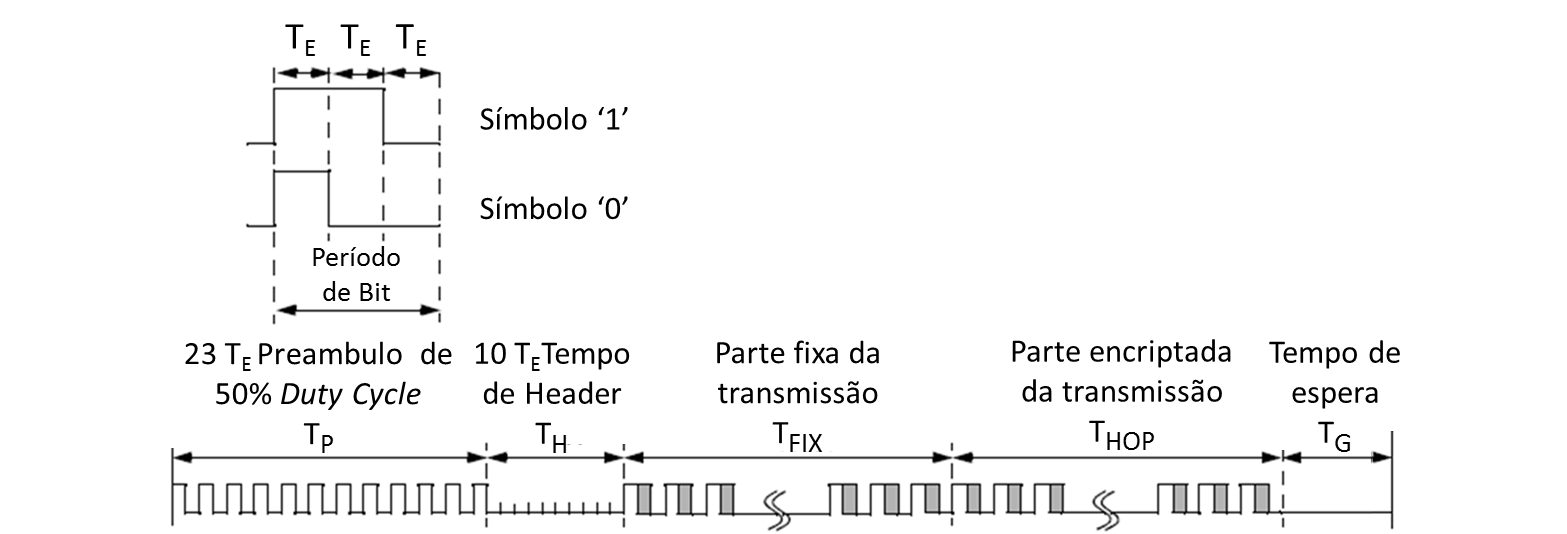 T_E T_E T_E
Símbolo ‘1’
Símbolo ‘0’
Período
de Bit
23 T_E Preambulo de
50% Duty Cycle
T_P
10 T_E Tempo
de Header
T_H
Parte fixa da
transmissão
T_FIX
Parte encriptada
da transmissão
T_HOP
Tempo de
espera
T_G